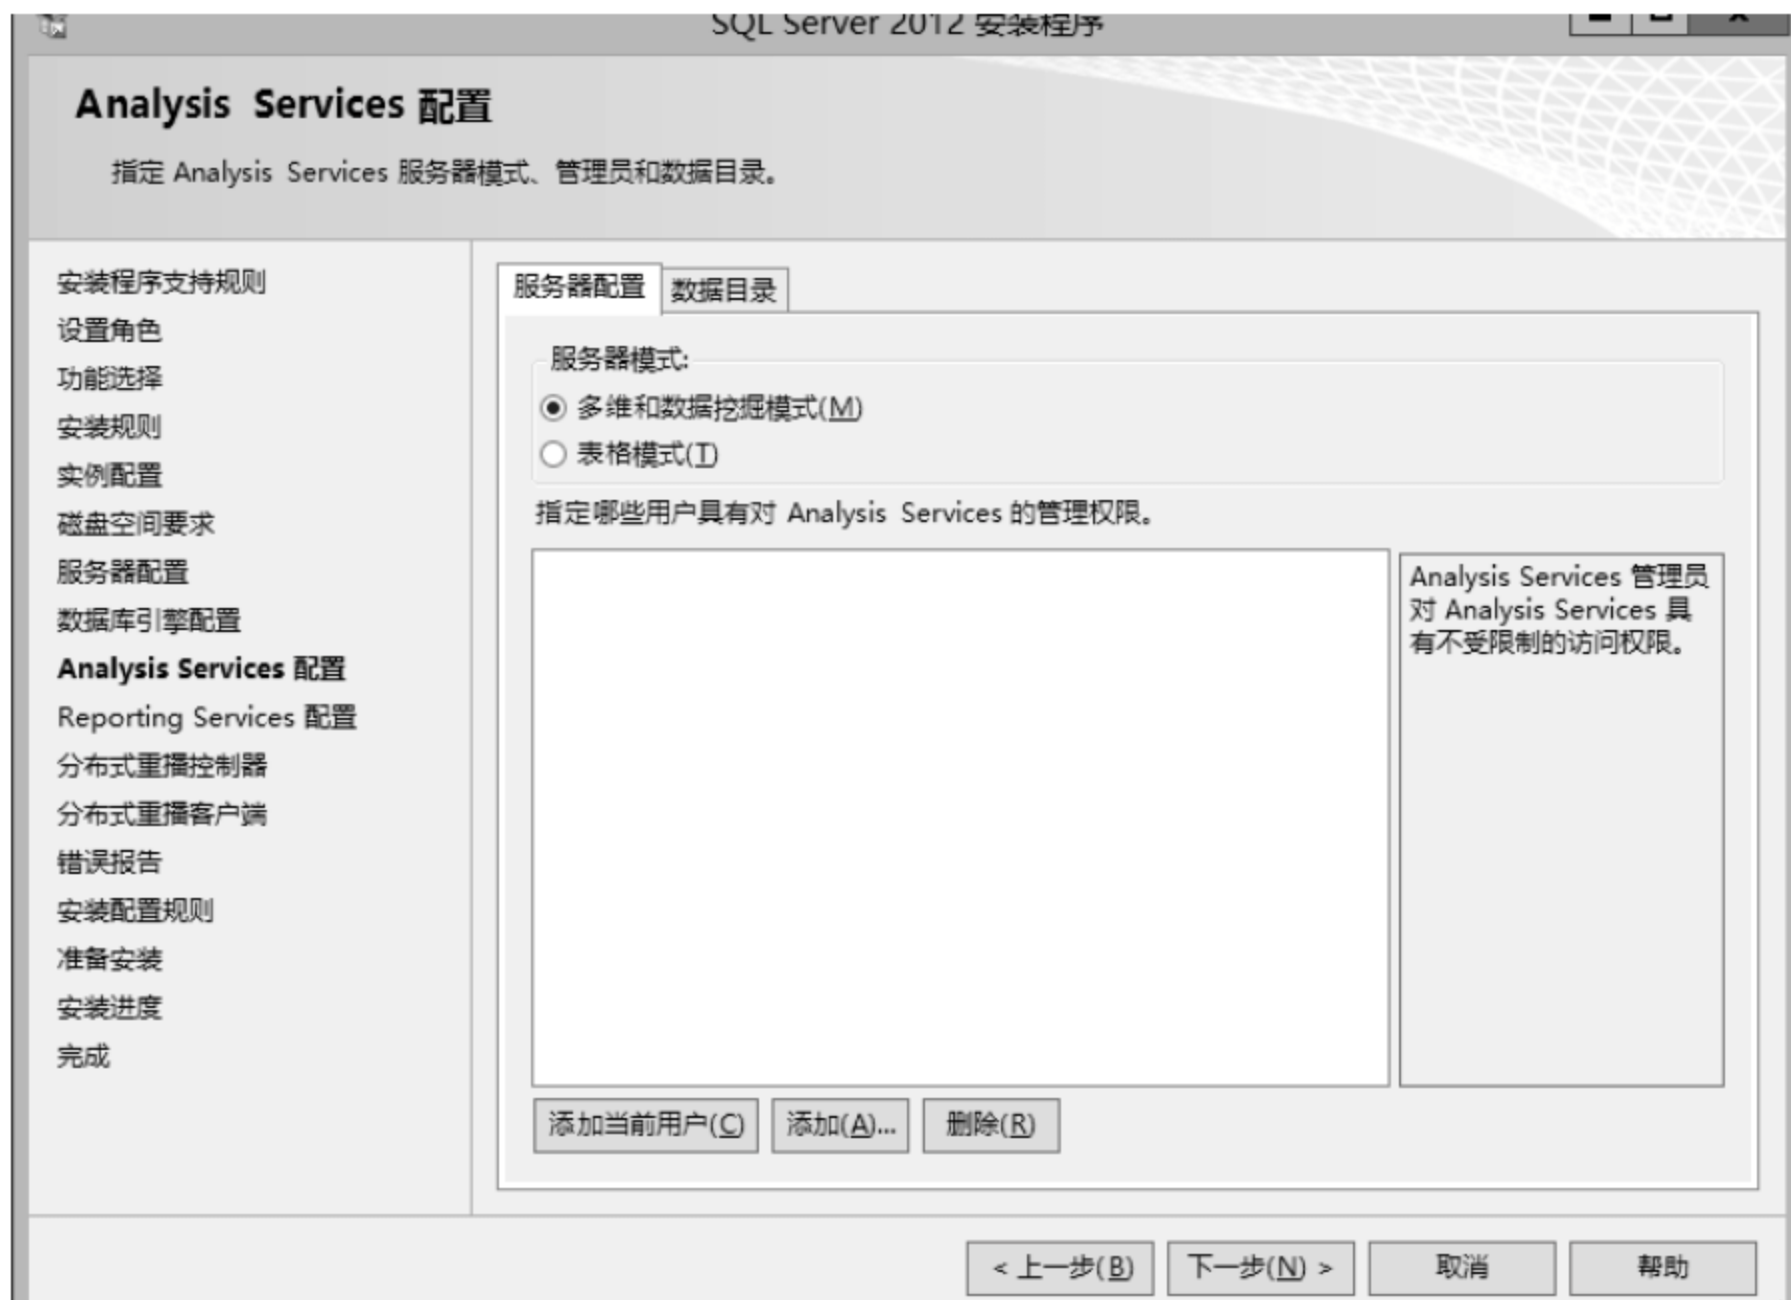 SQL Server 2012 安装程序
Analysis Services 配置
指定 Analysis Services 服务器模式、管理员和数据目录。
安装程序支持规则
设置角色
功能选择
安装规则
实例配置
磁盘空间要求
服务器配置
数据库引擎配置
Analysis Services 配置
Reporting Services 配置
分布式重播控制器
分布式重播客户端
错误报告
安装配置规则
准备安装
安装进度
完成
服务器配置
数据目录
服务器模式:
多维和数据挖掘模式(M)
表格模式(T)
指定哪些用户具有对 Analysis Services 的管理权限。
Analysis Services 管理员
对 Analysis Services 具
有不受限制的访问权限。
添加当前用户(C)
添加(A)...
删除(R)
< 上一步(B)
下一步(N) >
取消
帮助